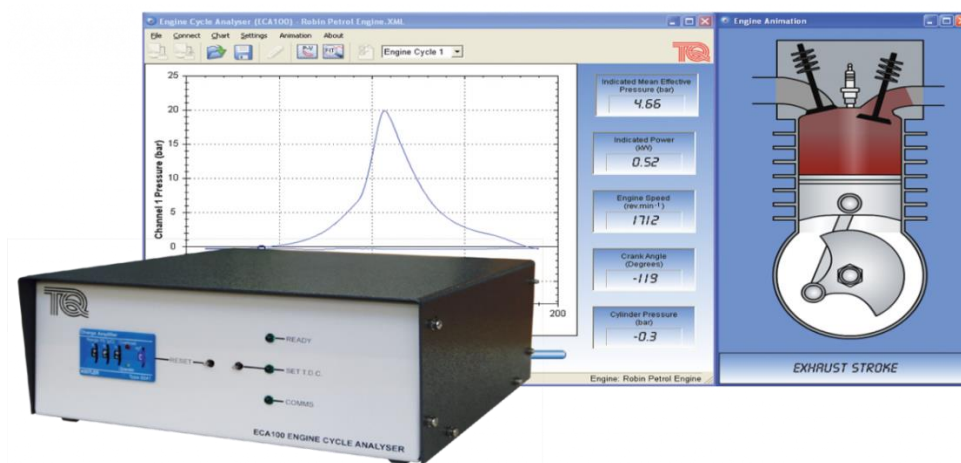 Engine Cycle Analyser (ECA100) - Robin Petrol Engine.XML
File Connect Chart Settings Animation About
Engine Cycle 1
TQ
25
20
15
10
5
0
Channel 1 Pressure (bar)
200
Indicated Mean Effective
Pressure (bar)
4.66
Indicated Power
(kW)
0.52
Engine Speed
(rev.min⁻¹)
1712
Crank Angle
(Degrees)
-119
Cylinder Pressure
(bar)
-0.3
Engine: Robin Petrol Engine
Engine Animation
EXHAUST STROKE
TQ
Charge Amplifier
RESET
READY
SET T.D.C.
COMMS
ECA100 ENGINE CYCLE ANALYSER